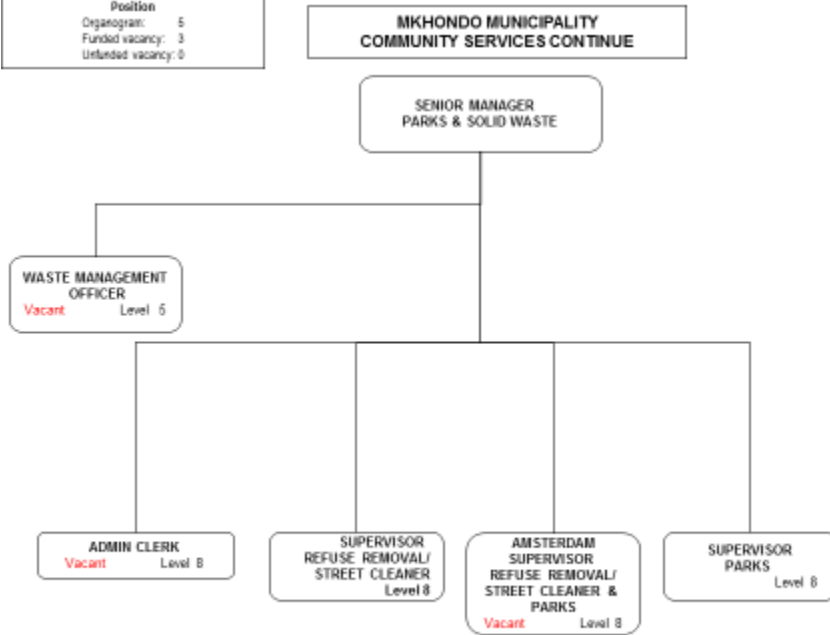 Position
Organogram: 5
Funded vacancy: 3
Unfunded vacancy: 0
MKHONDO MUNICIPALITY
COMMUNITY SERVICES CONTINUE
SENIOR MANAGER
PARKS & SOLID WASTE
WASTE MANAGEMENT
OFFICER
Vacant Level 5
ADMIN CLERK
Vacant Level 8
SUPERVISOR
REFUSE REMOVAL/
STREET CLEANER
Level 8
AMSTERDAM
SUPERVISOR
REFUSE REMOVAL/
STREET CLEANER &
PARKS
Vacant Level 8
SUPERVISOR
PARKS
Level 8